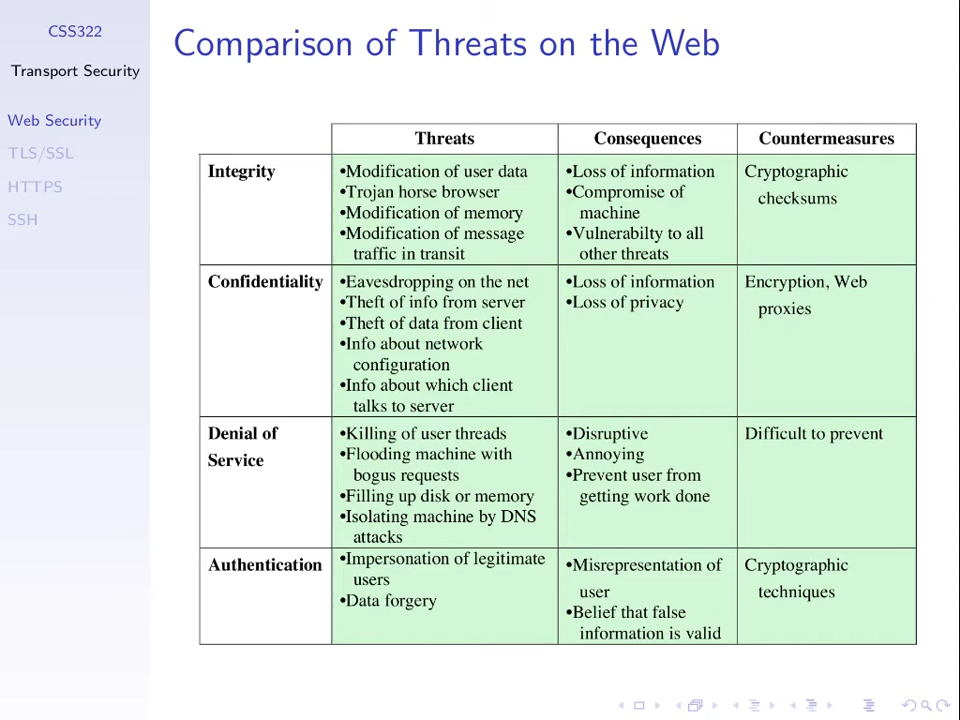 CSS322
Transport Security
Web Security
TLS/SSL
HTTPS
SSH
Comparison of Threats on the Web
Threats
Consequences
Countermeasures
Integrity
•Modification of user data
•Trojan horse browser
•Modification of memory
•Modification of message
traffic in transit
•Loss of information
•Compromise of
machine
•Vulnerabilty to all
other threats
Cryptographic
checksums
Confidentiality
•Eavesdropping on the net
•Theft of info from server
•Theft of data from client
•Info about network
configuration
•Info about which client
talks to server
•Loss of information
•Loss of privacy
Encryption, Web
proxies
Denial of
Service
•Killing of user threads
•Flooding machine with
bogus requests
•Filling up disk or memory
•Isolating machine by DNS
attacks
•Disruptive
•Annoying
•Prevent user from
getting work done
Difficult to prevent
Authentication
•Impersonation of legitimate
users
•Data forgery
•Misrepresentation of
user
•Belief that false
information is valid
Cryptographic
techniques